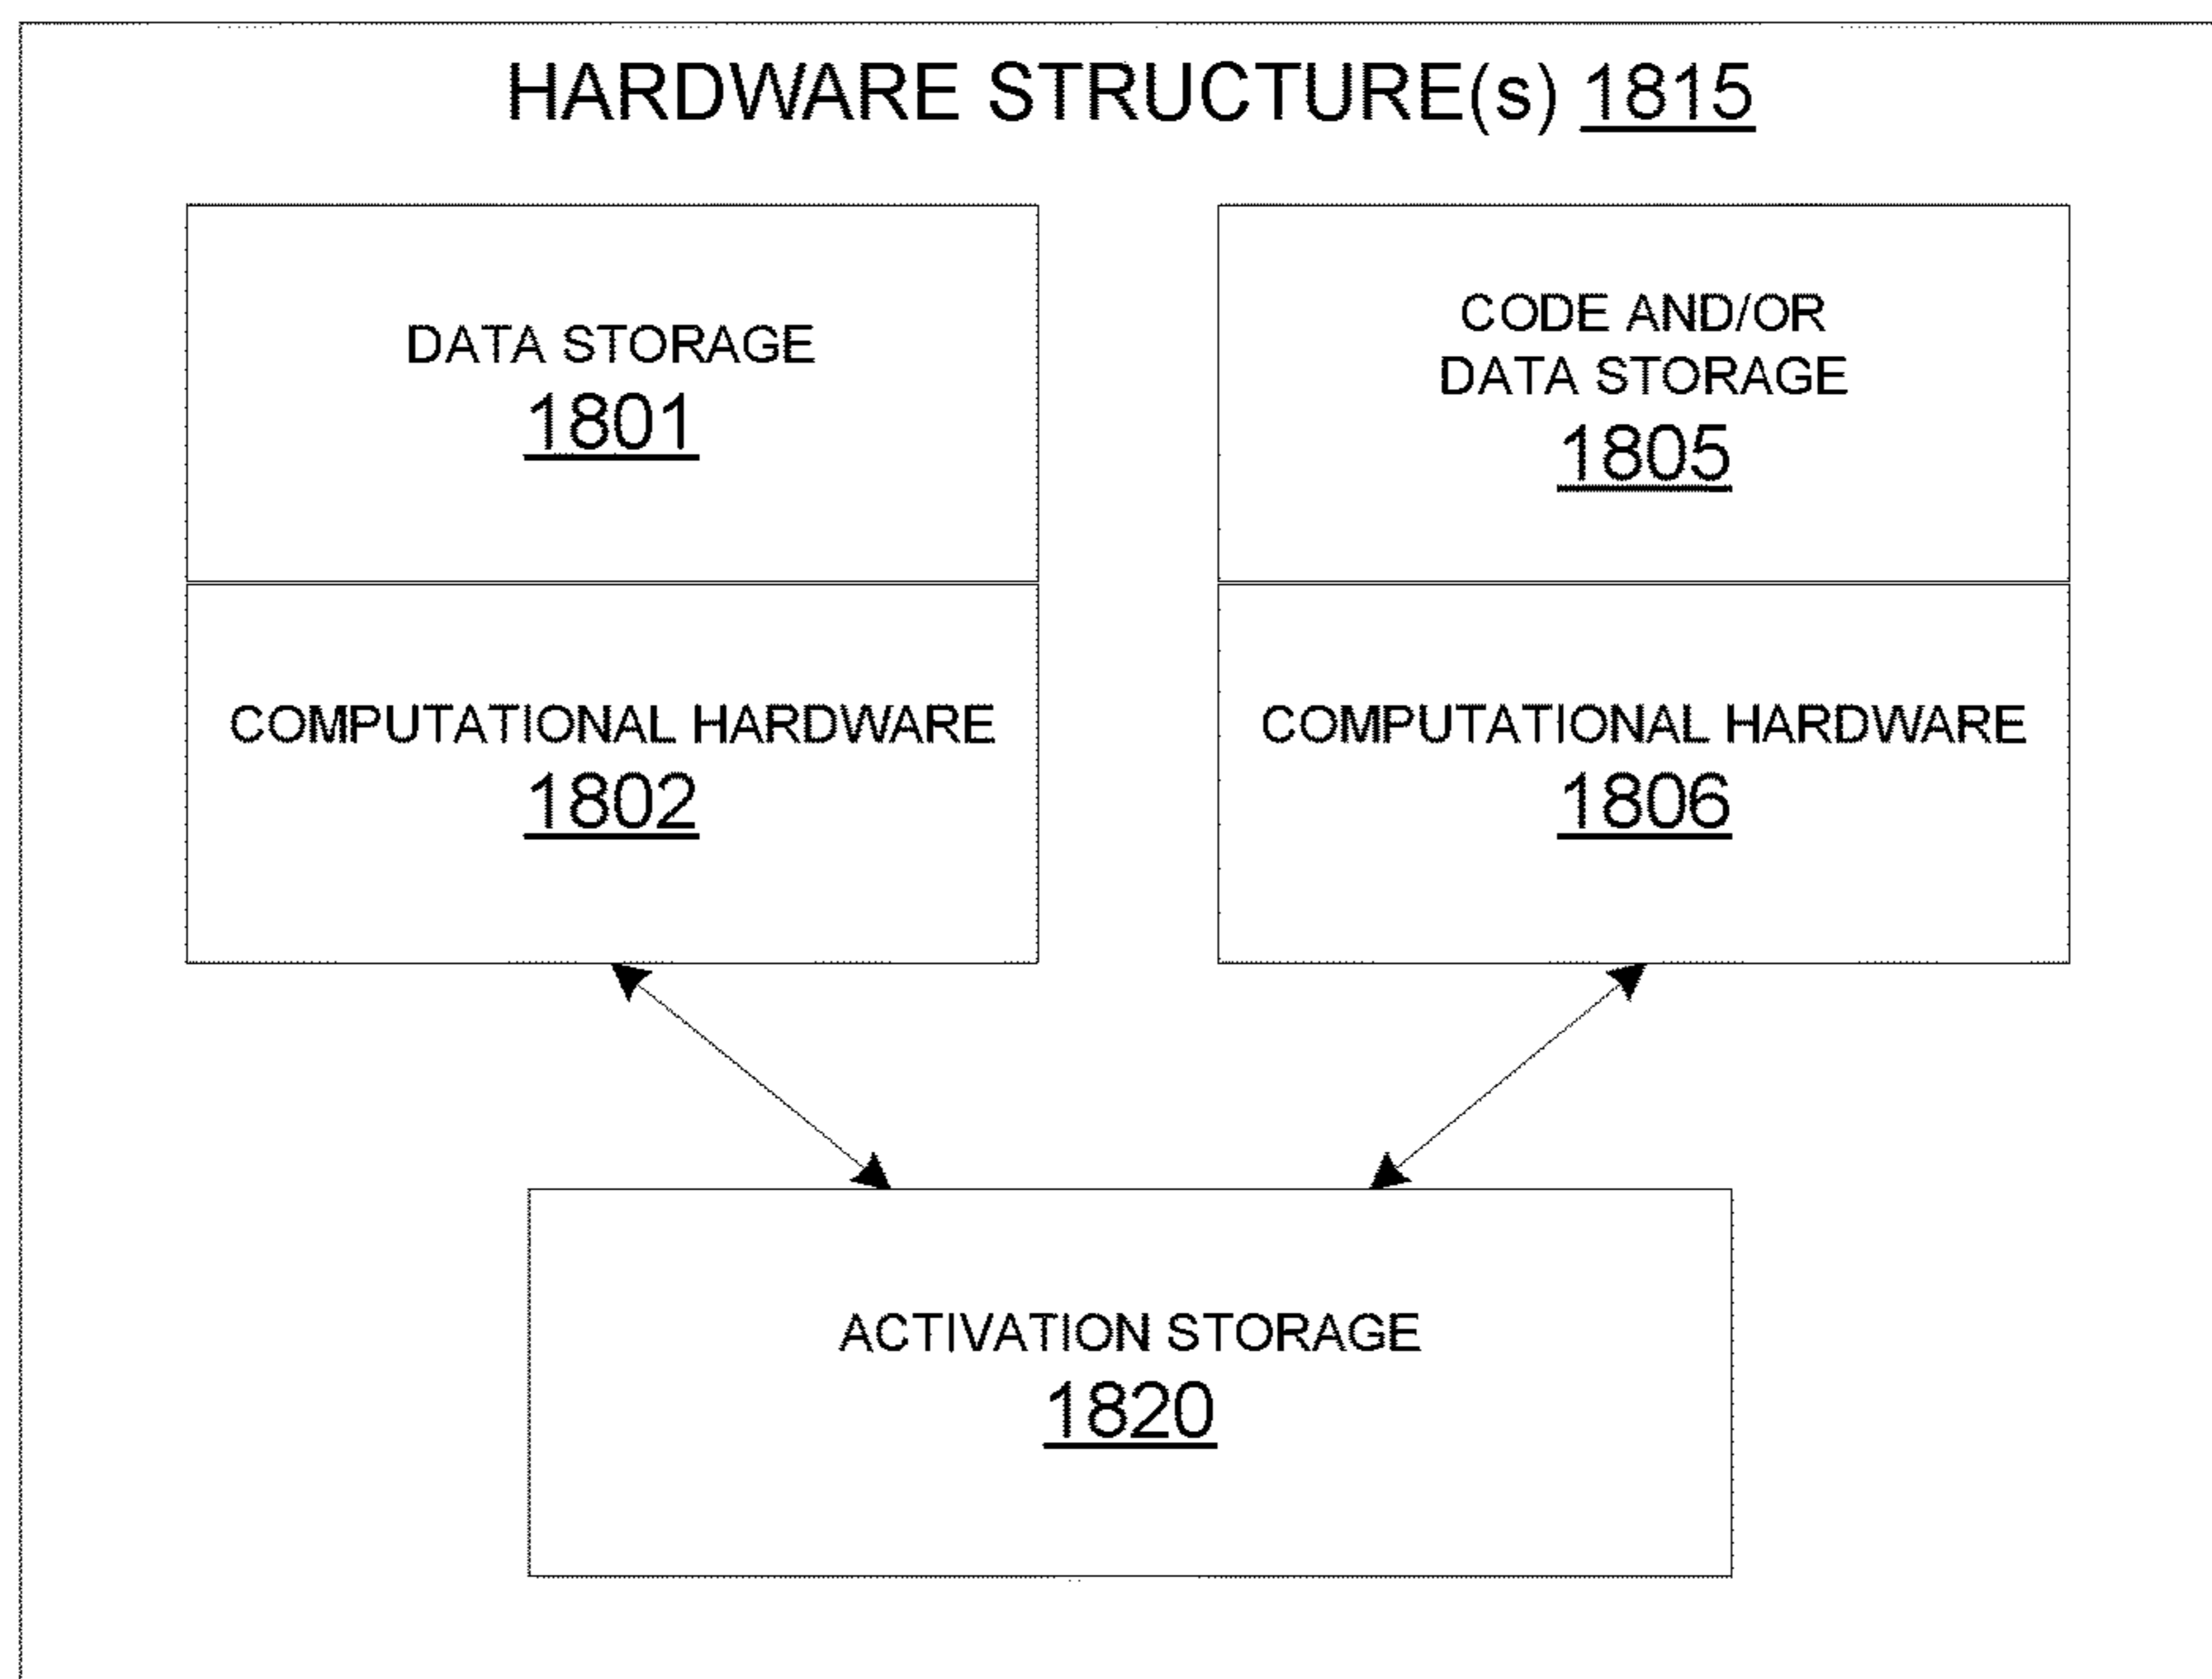 HARDWARE STRUCTURE(s) 1815
DATA STORAGE
1801
CODE AND/OR
DATA STORAGE
1805
COMPUTATIONAL HARDWARE
1802
COMPUTATIONAL HARDWARE
1806
ACTIVATION STORAGE
1820